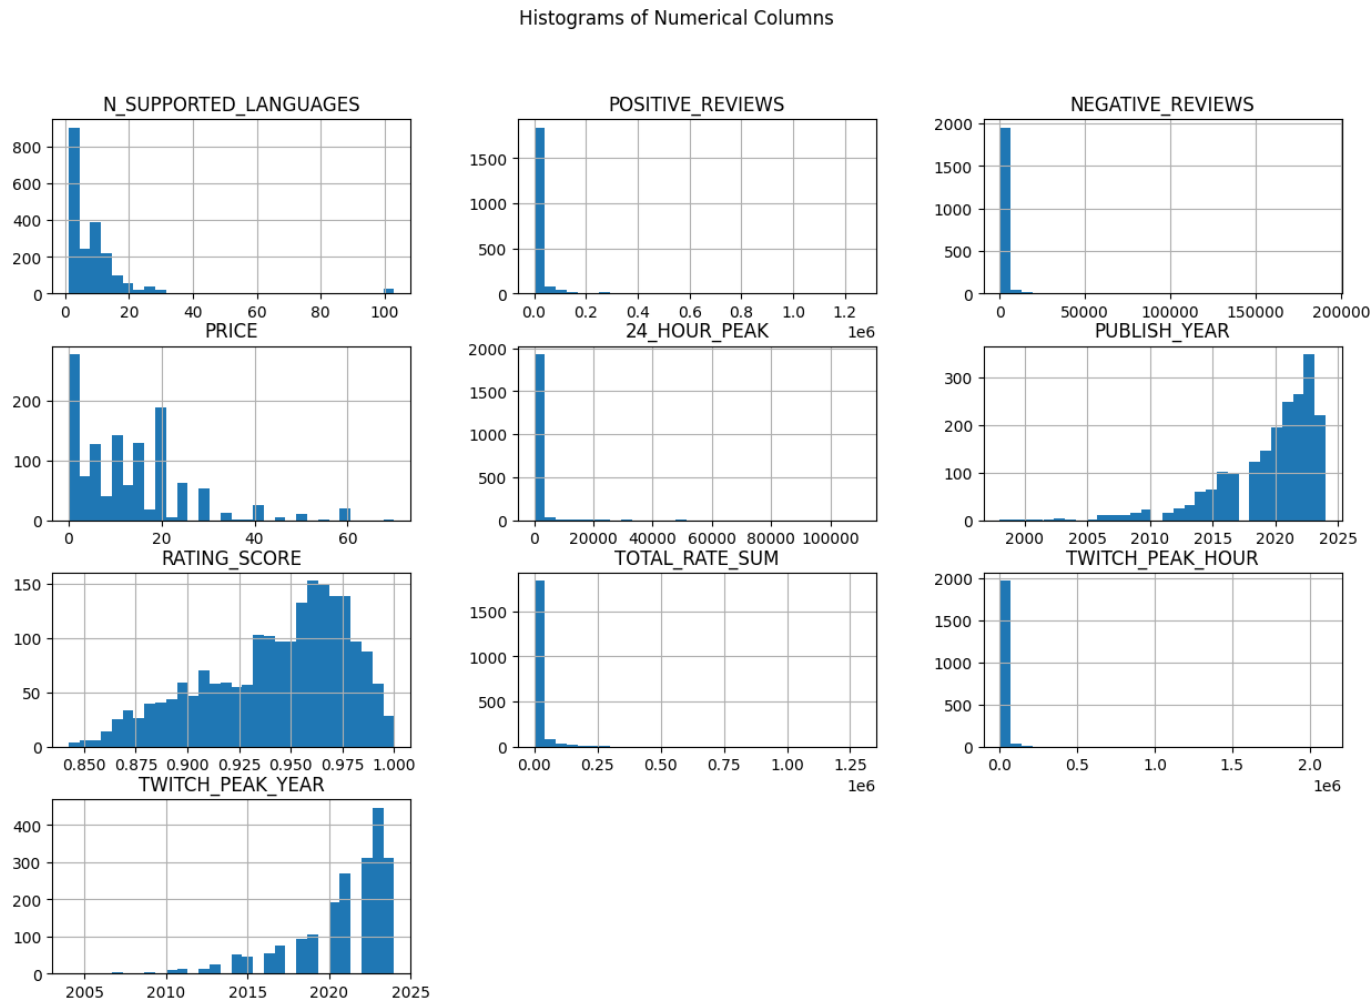 Histograms of Numerical Columns
N_SUPPORTED_LANGUAGES
800
600
400
200
0
0 20 40 60 80 100
POSITIVE_REVIEWS
1500
1000
500
0
0.0 0.2 0.4 0.6 0.8 1.0 1.2
1e6
NEGATIVE_REVIEWS
2000
1500
1000
500
0
0 50000 100000 150000 200000
PRICE
200
100
0
0 20 40 60
24_HOUR_PEAK
2000
1500
1000
500
0
0 20000 40000 60000 80000 100000
PUBLISH_YEAR
300
200
100
0
2000 2005 2010 2015 2020 2025
RATING_SCORE
150
100
50
0
0.850 0.875 0.900 0.925 0.950 0.975 1.000
TOTAL_RATE_SUM
1500
1000
500
0
0.00 0.25 0.50 0.75 1.00 1.25
1e6
TWITCH_PEAK_HOUR
2000
1500
1000
500
0
0.0 0.5 1.0 1.5 2.0
1e6
TWITCH_PEAK_YEAR
400
300
200
100
0
2005 2010 2015 2020 2025